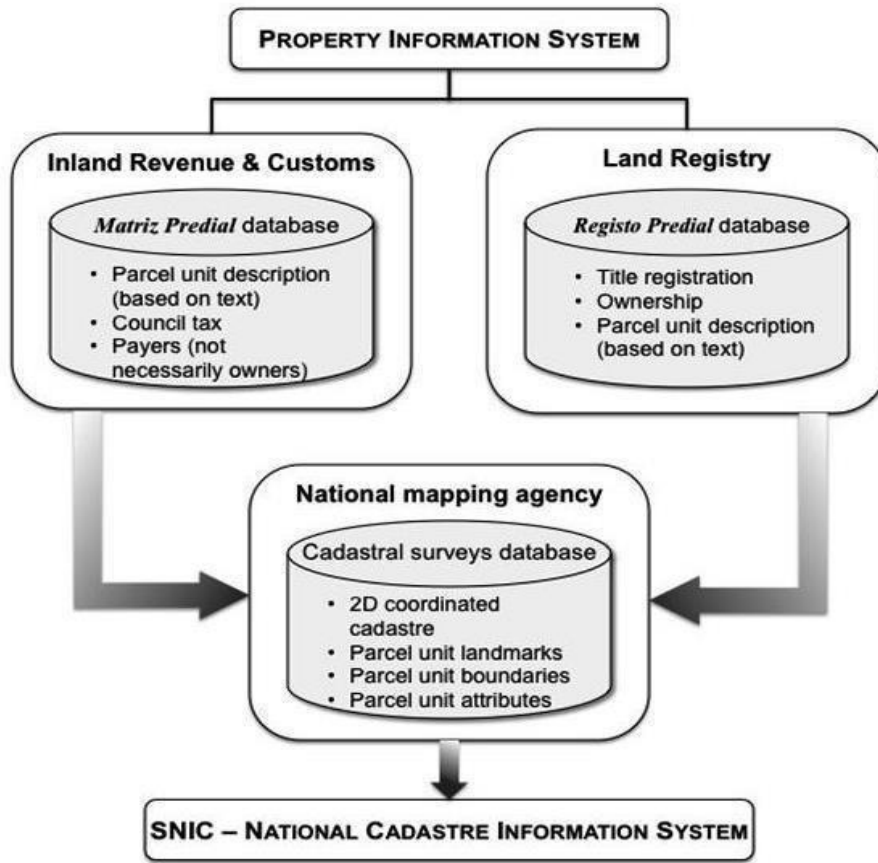 PROPERTY INFORMATION SYSTEM
Inland Revenue & Customs
Matriz Predial database
• Parcel unit description
(based on text)
• Council tax
• Payers (not
necessarily owners)
Land Registry
Registo Predial database
• Title registration
• Ownership
• Parcel unit description
(based on text)
National mapping agency
Cadastral surveys database
• 2D coordinated
cadastre
• Parcel unit landmarks
• Parcel unit boundaries
• Parcel unit attributes
SNIC – NATIONAL CADASTRE INFORMATION SYSTEM